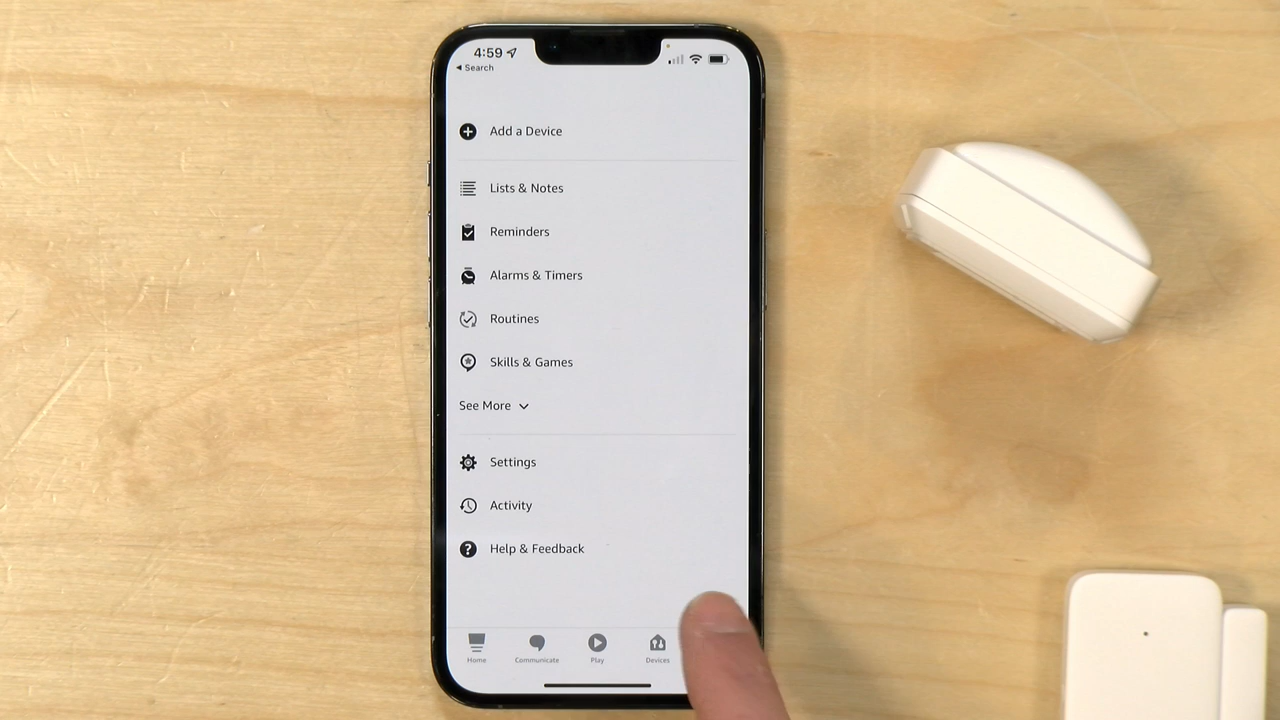 4:59
◀ Search
Add a Device
Lists & Notes
Reminders
Alarms & Timers
Routines
Skills & Games
See More
Settings
Activity
Help & Feedback
Home Communicate Play Devices